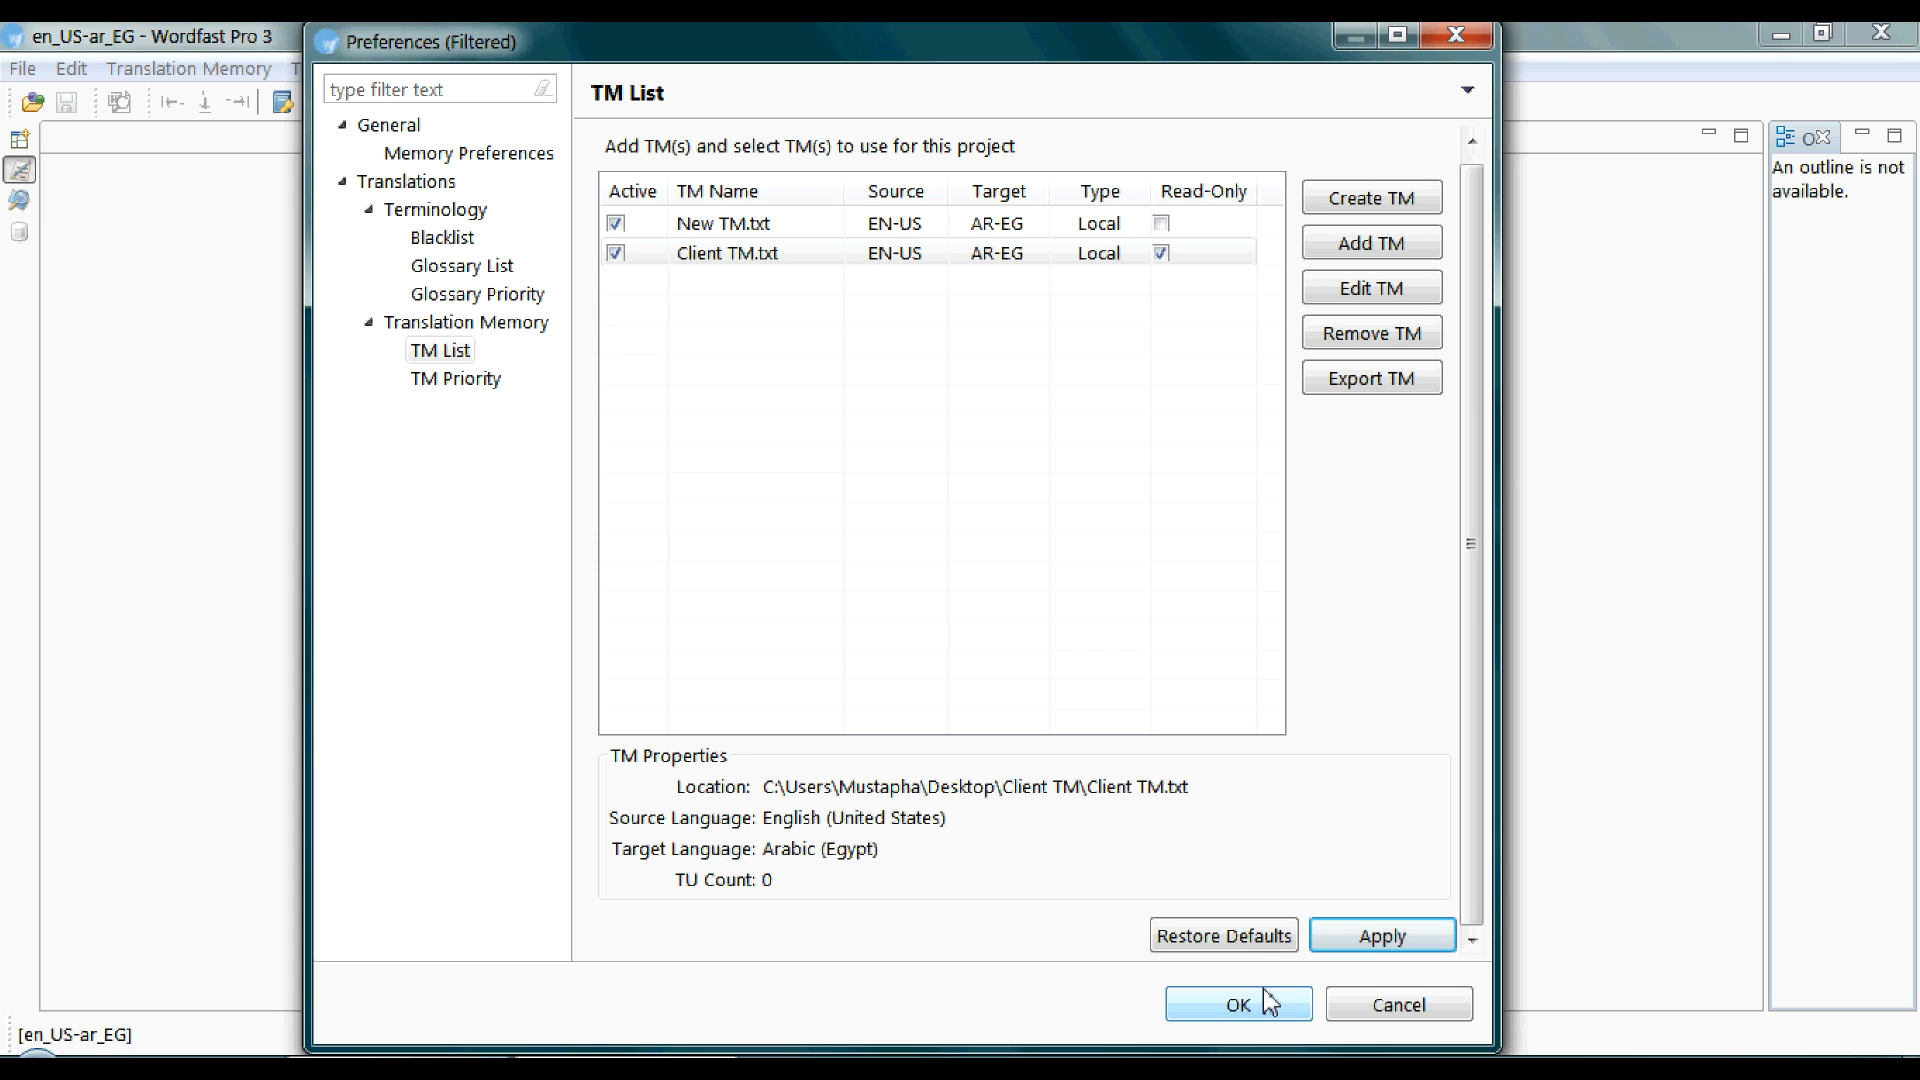 en_US-ar_EG - Wordfast Pro 3
Preferences (Filtered)
File Edit Translation Memory T
type filter text
General
Memory Preferences
Translations
Terminology
Blacklist
Glossary List
Glossary Priority
Translation Memory
TM List
TM Priority
TM List
Add TM(s) and select TM(s) to use for this project
Active TM Name Source Target Type Read-Only
New TM.txt EN-US AR-EG Local
Client TM.txt EN-US AR-EG Local
Create TM
Add TM
Edit TM
Remove TM
Export TM
TM Properties
Location: C:\Users\Mustapha\Desktop\Client TM\Client TM.txt
Source Language: English (United States)
Target Language: Arabic (Egypt)
TU Count: 0
Restore Defaults Apply
OK Cancel
An outline is not
available.
[en_US-ar_EG]